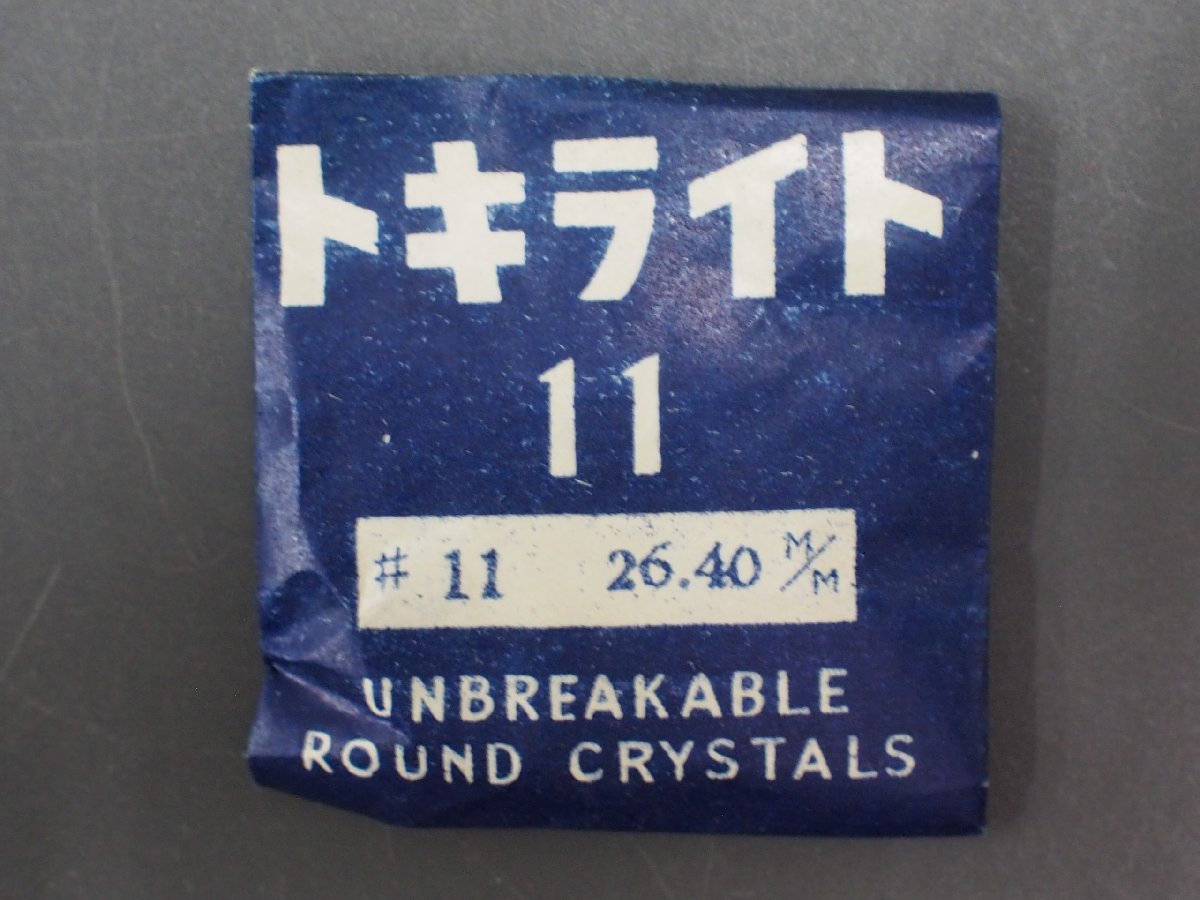 トキライト
11
# 11 26.40 M/M
UNBREAKABLE
ROUND CRYSTALS